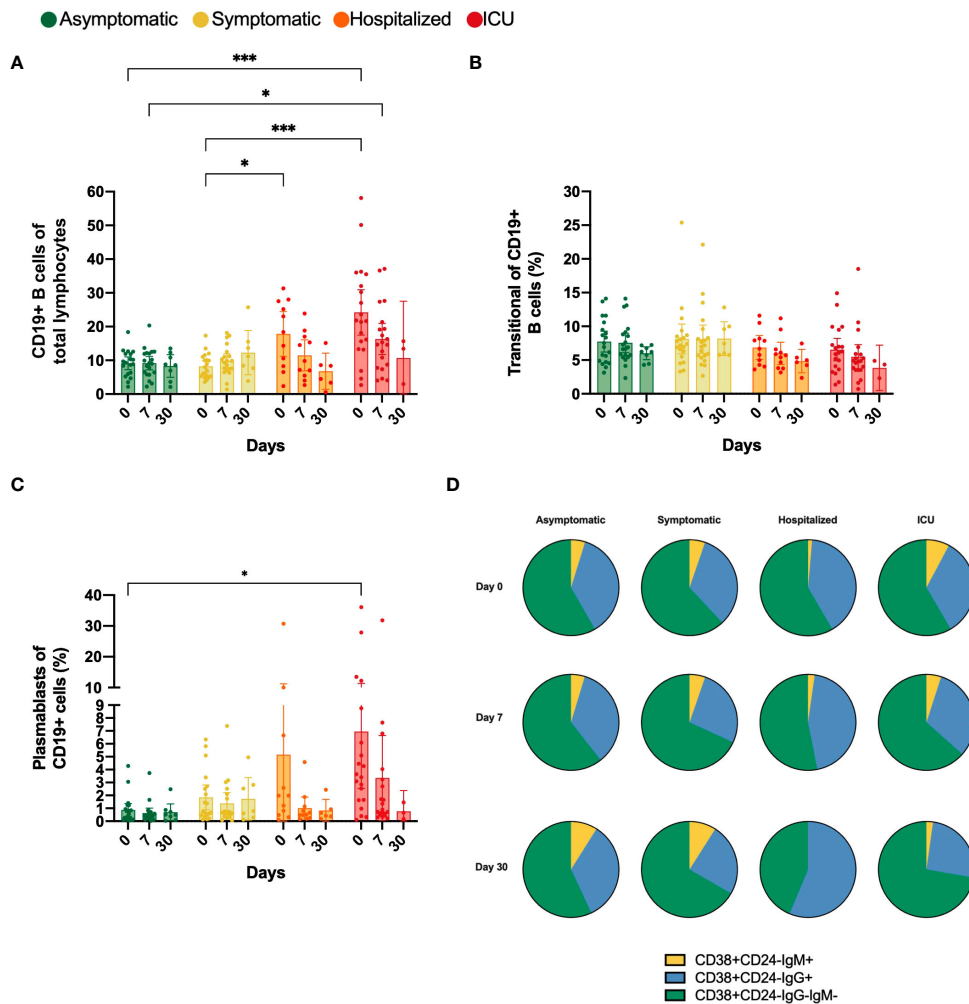 Asymptomatic Symptomatic Hospitalized ICU
A
***
*
***
*
CD19+ B cells of
total lymphocytes
60
50
40
30
20
10
0
0 7 30 0 7 30 0 7 30 0 7 30
Days
B
Transitional of CD19+
B cells (%)
30
25
20
15
10
5
0
0 7 30 0 7 30 0 7 30 0 7 30
Days
C
*
Plasmablasts of
CD19+ cells (%)
40
30
20
10
9
8
7
6
5
4
3
2
1
0
0 7 30 0 7 30 0 7 30 0 7 30
Days
D
Asymptomatic Symptomatic Hospitalized ICU
Day 0
Day 7
Day 30
CD38+CD24-IgM+
CD38+CD24-IgG+
CD38+CD24-IgG-IgM-